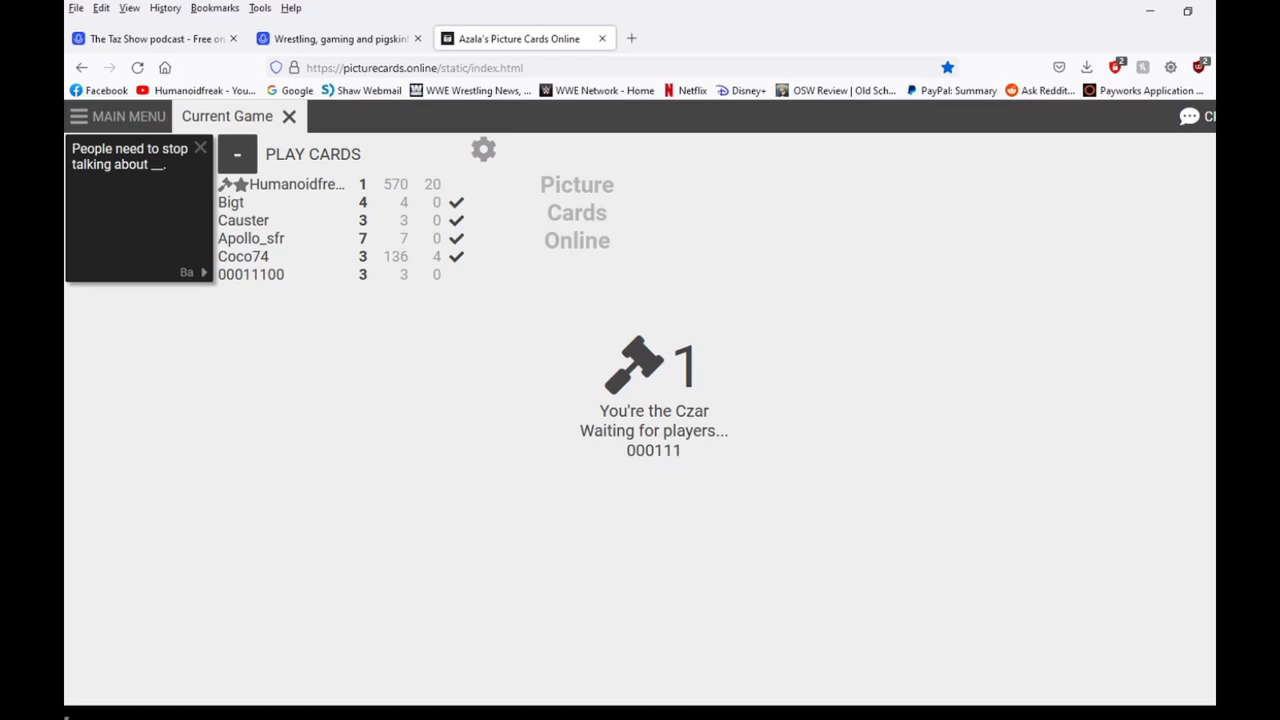 File Edit View History Bookmarks Tools Help
The Taz Show podcast - Free on
Wrestling, gaming and pigskin!
Azala's Picture Cards Online
https://picturecards.online/static/index.html
2
2
Facebook
Humanoidfreak - You...
Google
Shaw Webmail
WWE Wrestling News, ...
WWE Network - Home
Netflix
Disney+
OSW Review | Old Sch...
PayPal: Summary
Ask Reddit...
Payworks Application ...
MAIN MENU
Current Game
People need to stop
talking about __.
Ba
- PLAY CARDS
Humanoidfre... 1 570 20
Bigt 4 4 0
Causter 3 3 0
Apollo_sfr 7 7 0
Coco74 3 136 4
00011100 3 3 0
Picture
Cards
Online
1
You're the Czar
Waiting for players...
000111